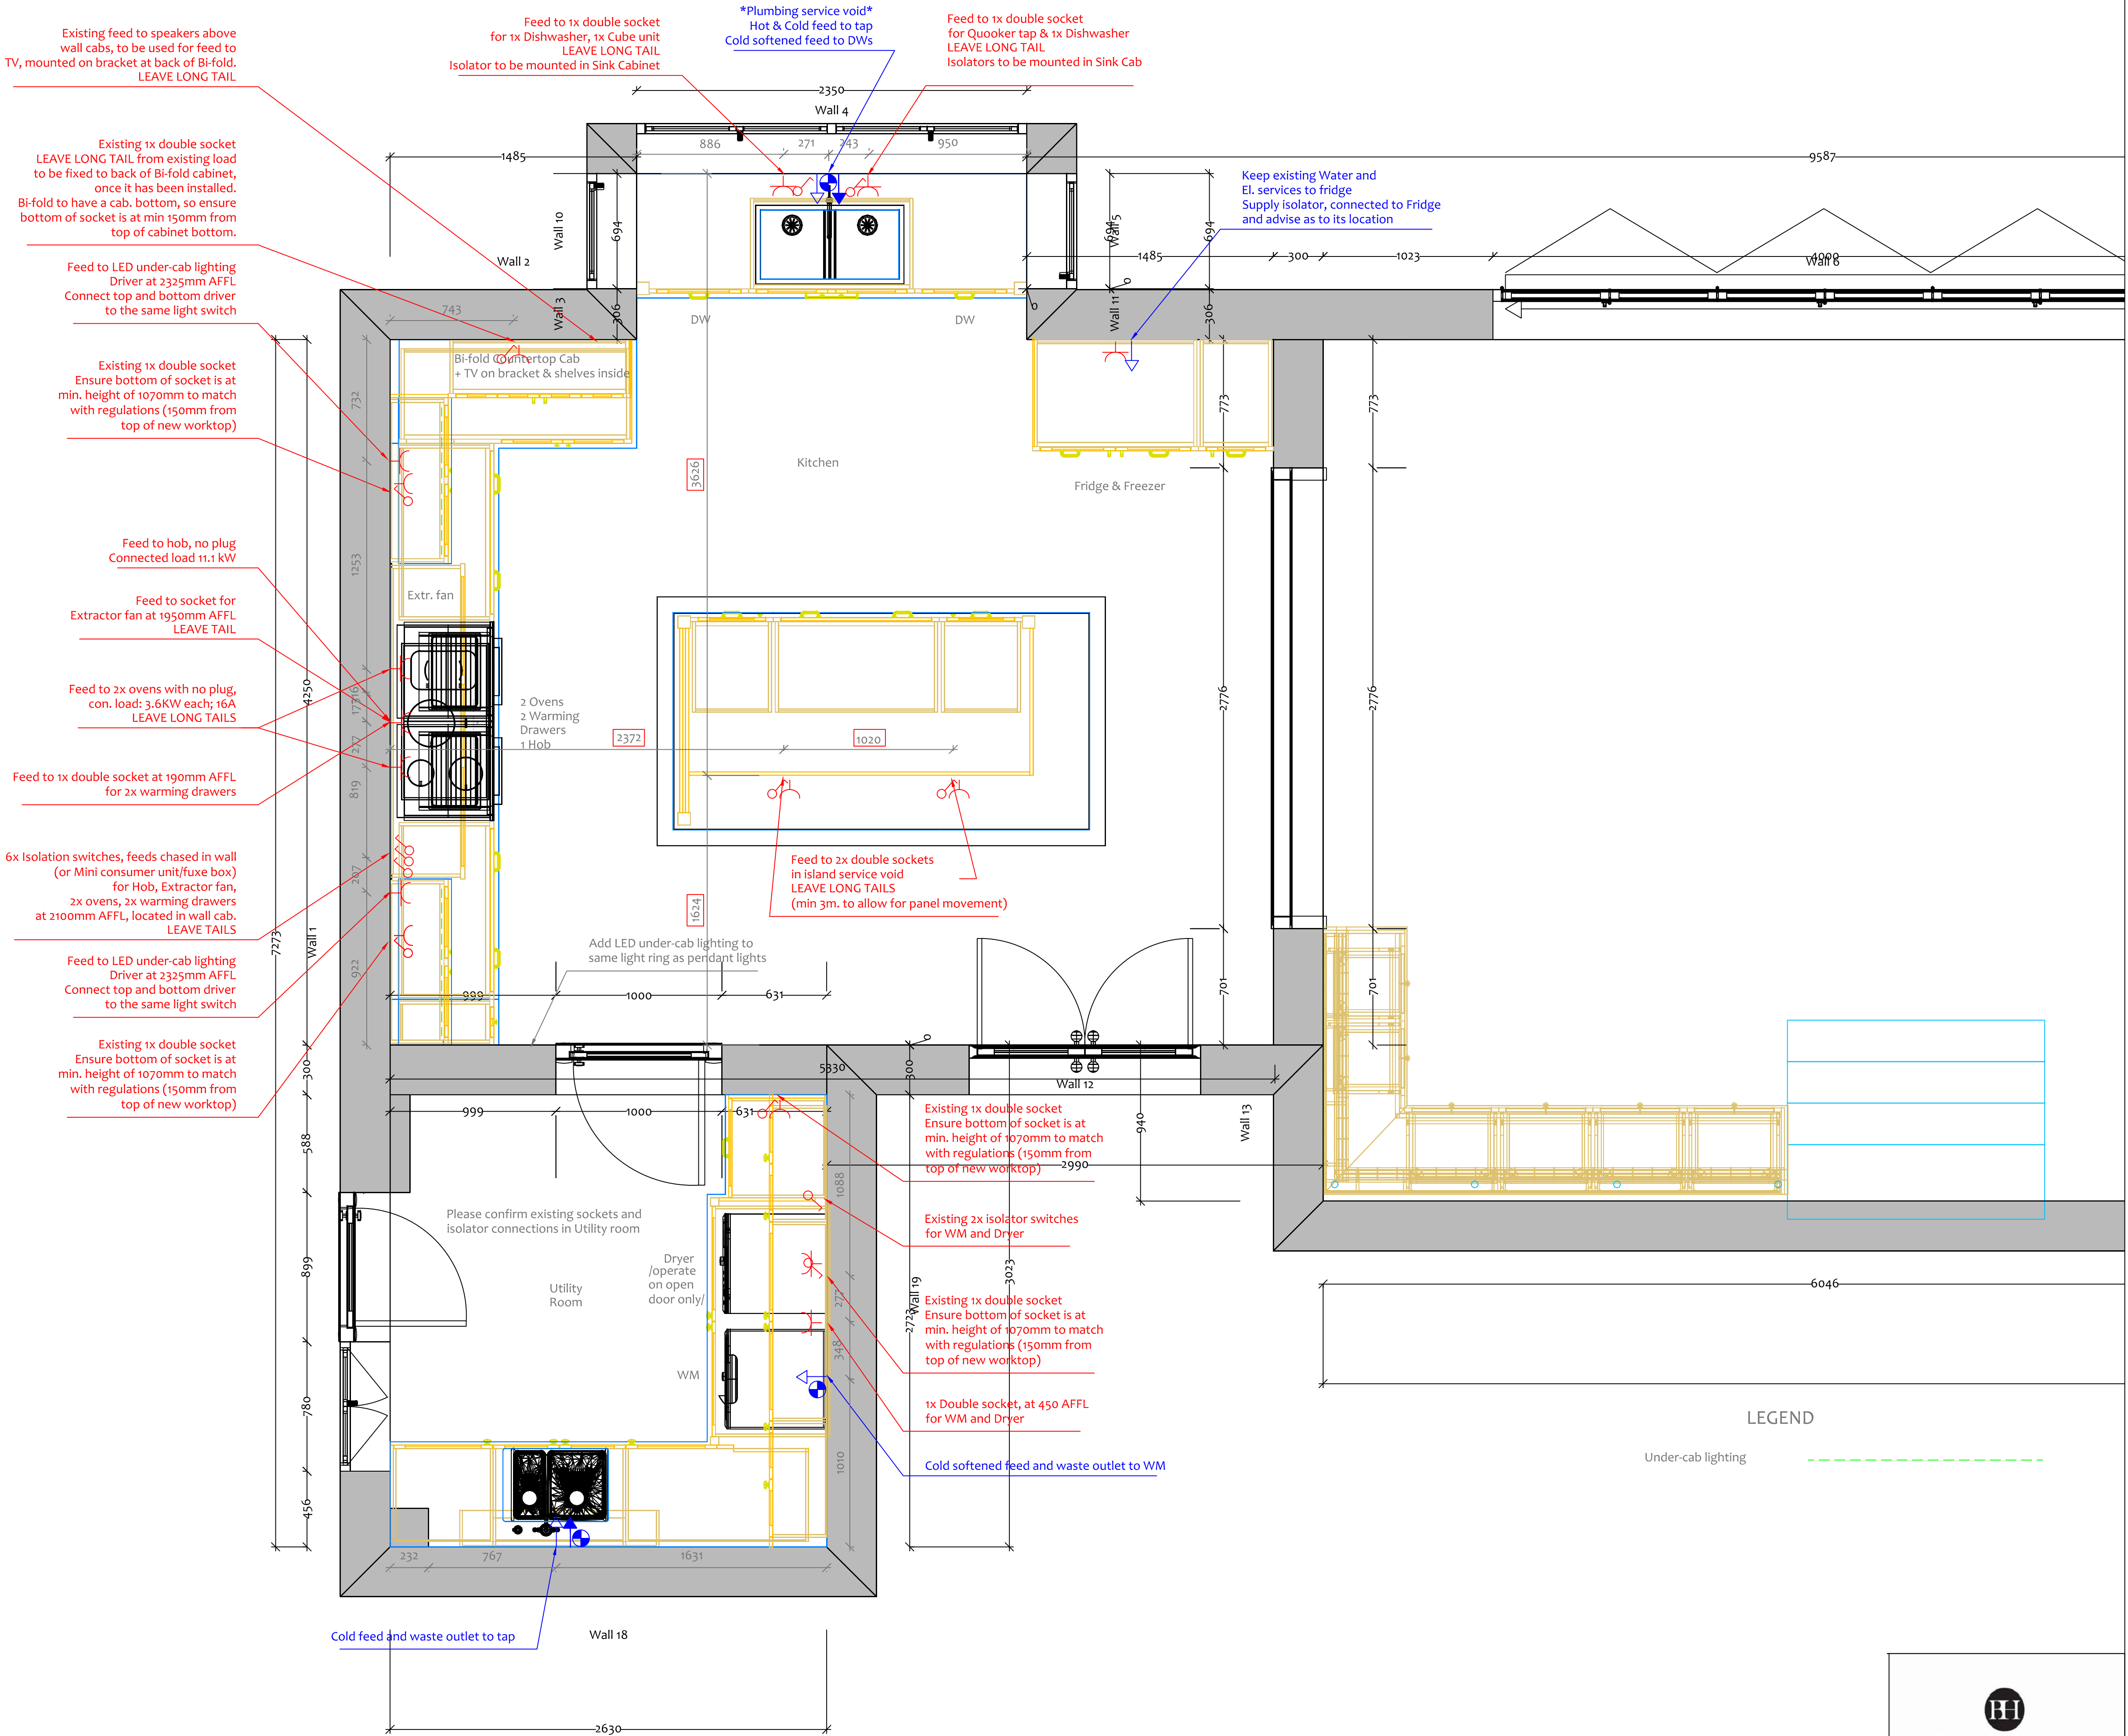 *Plumbing service void*
Hot & Cold feed to tap
Cold softened feed to DWs
Feed to 1x double socket
for 1x Dishwasher, 1x Cube unit
LEAVE LONG TAIL
Isolator to be mounted in Sink Cabinet
Feed to 1x double socket
for Quooker tap & 1x Dishwasher
LEAVE LONG TAIL
Isolators to be mounted in Sink Cab
Existing feed to speakers above
wall cabs, to be used for feed to
TV, mounted on bracket at back of Bi-fold.
LEAVE LONG TAIL
2350
Wall 4
886
271
243
950
1485
9587
Existing 1x double socket
LEAVE LONG TAIL from existing load
to be fixed to back of Bi-fold cabinet,
once it has been installed.
Bi-fold to have a cab. bottom, so ensure
bottom of socket is at min 150mm from
top of cabinet bottom.
Keep existing Water and
El. services to fridge
Supply isolator, connected to Fridge
and advise as to its location
Wall 10
694
694
Wall 5
694
Wall 2
1485
300
1023
4000
Wall 6
Feed to LED under-cab lighting
Driver at 2325mm AFFL
Connect top and bottom driver
to the same light switch
743
Wall 3
306
DW
DW
0
Wall 11
0
306
Bi-fold Countertop Cab
+ TV on bracket & shelves inside
Existing 1x double socket
Ensure bottom of socket is at
min. height of 1070mm to match
with regulations (150mm from
top of new worktop)
732
773
773
3626
Kitchen
Fridge & Freezer
Feed to hob, no plug
Connected load 11.1 kW
1253
Extr. fan
Feed to socket for
Extractor fan at 1950mm AFFL
LEAVE TAIL
Feed to 2x ovens with no plug,
con. load: 3.6KW each; 16A
LEAVE LONG TAILS
4250
277
2 Ovens
2 Warming
Drawers
1 Hob
2372
1020
2776
2776
Feed to 1x double socket at 190mm AFFL
for 2x warming drawers
819
6x Isolation switches, feeds chased in wall
(or Mini consumer unit/fuxe box)
for Hob, Extractor fan,
2x ovens, 2x warming drawers
at 2100mm AFFL, located in wall cab.
LEAVE TAILS
207
Feed to 2x double sockets
in island service void
LEAVE LONG TAILS
(min 3m. to allow for panel movement)
1624
7273
Wall 1
Add LED under-cab lighting to
same light ring as pendant lights
Feed to LED under-cab lighting
Driver at 2325mm AFFL
Connect top and bottom driver
to the same light switch
922
999
1000
631
701
701
Existing 1x double socket
Ensure bottom of socket is at
min. height of 1070mm to match
with regulations (150mm from
top of new worktop)
300
5330
300
0
Wall 12
999
1000
631
588
Existing 1x double socket
Ensure bottom of socket is at
min. height of 1070mm to match
with regulations (150mm from
top of new worktop)
940
Wall 13
2990
1088
Please confirm existing sockets and
isolator connections in Utility room
Existing 2x isolator switches
for WM and Dryer
899
Utility
Room
Dryer
/operate
on open
door only/
3023
Wall 19
2723
6046
Existing 1x double socket
Ensure bottom of socket is at
min. height of 1070mm to match
with regulations (150mm from
top of new worktop)
348
WM
780
1x Double socket, at 450 AFFL
for WM and Dryer
LEGEND
Under-cab lighting
1010
Cold softened feed and waste outlet to WM
456
232
767
1631
Cold feed and waste outlet to tap
Wall 18
2630
BH